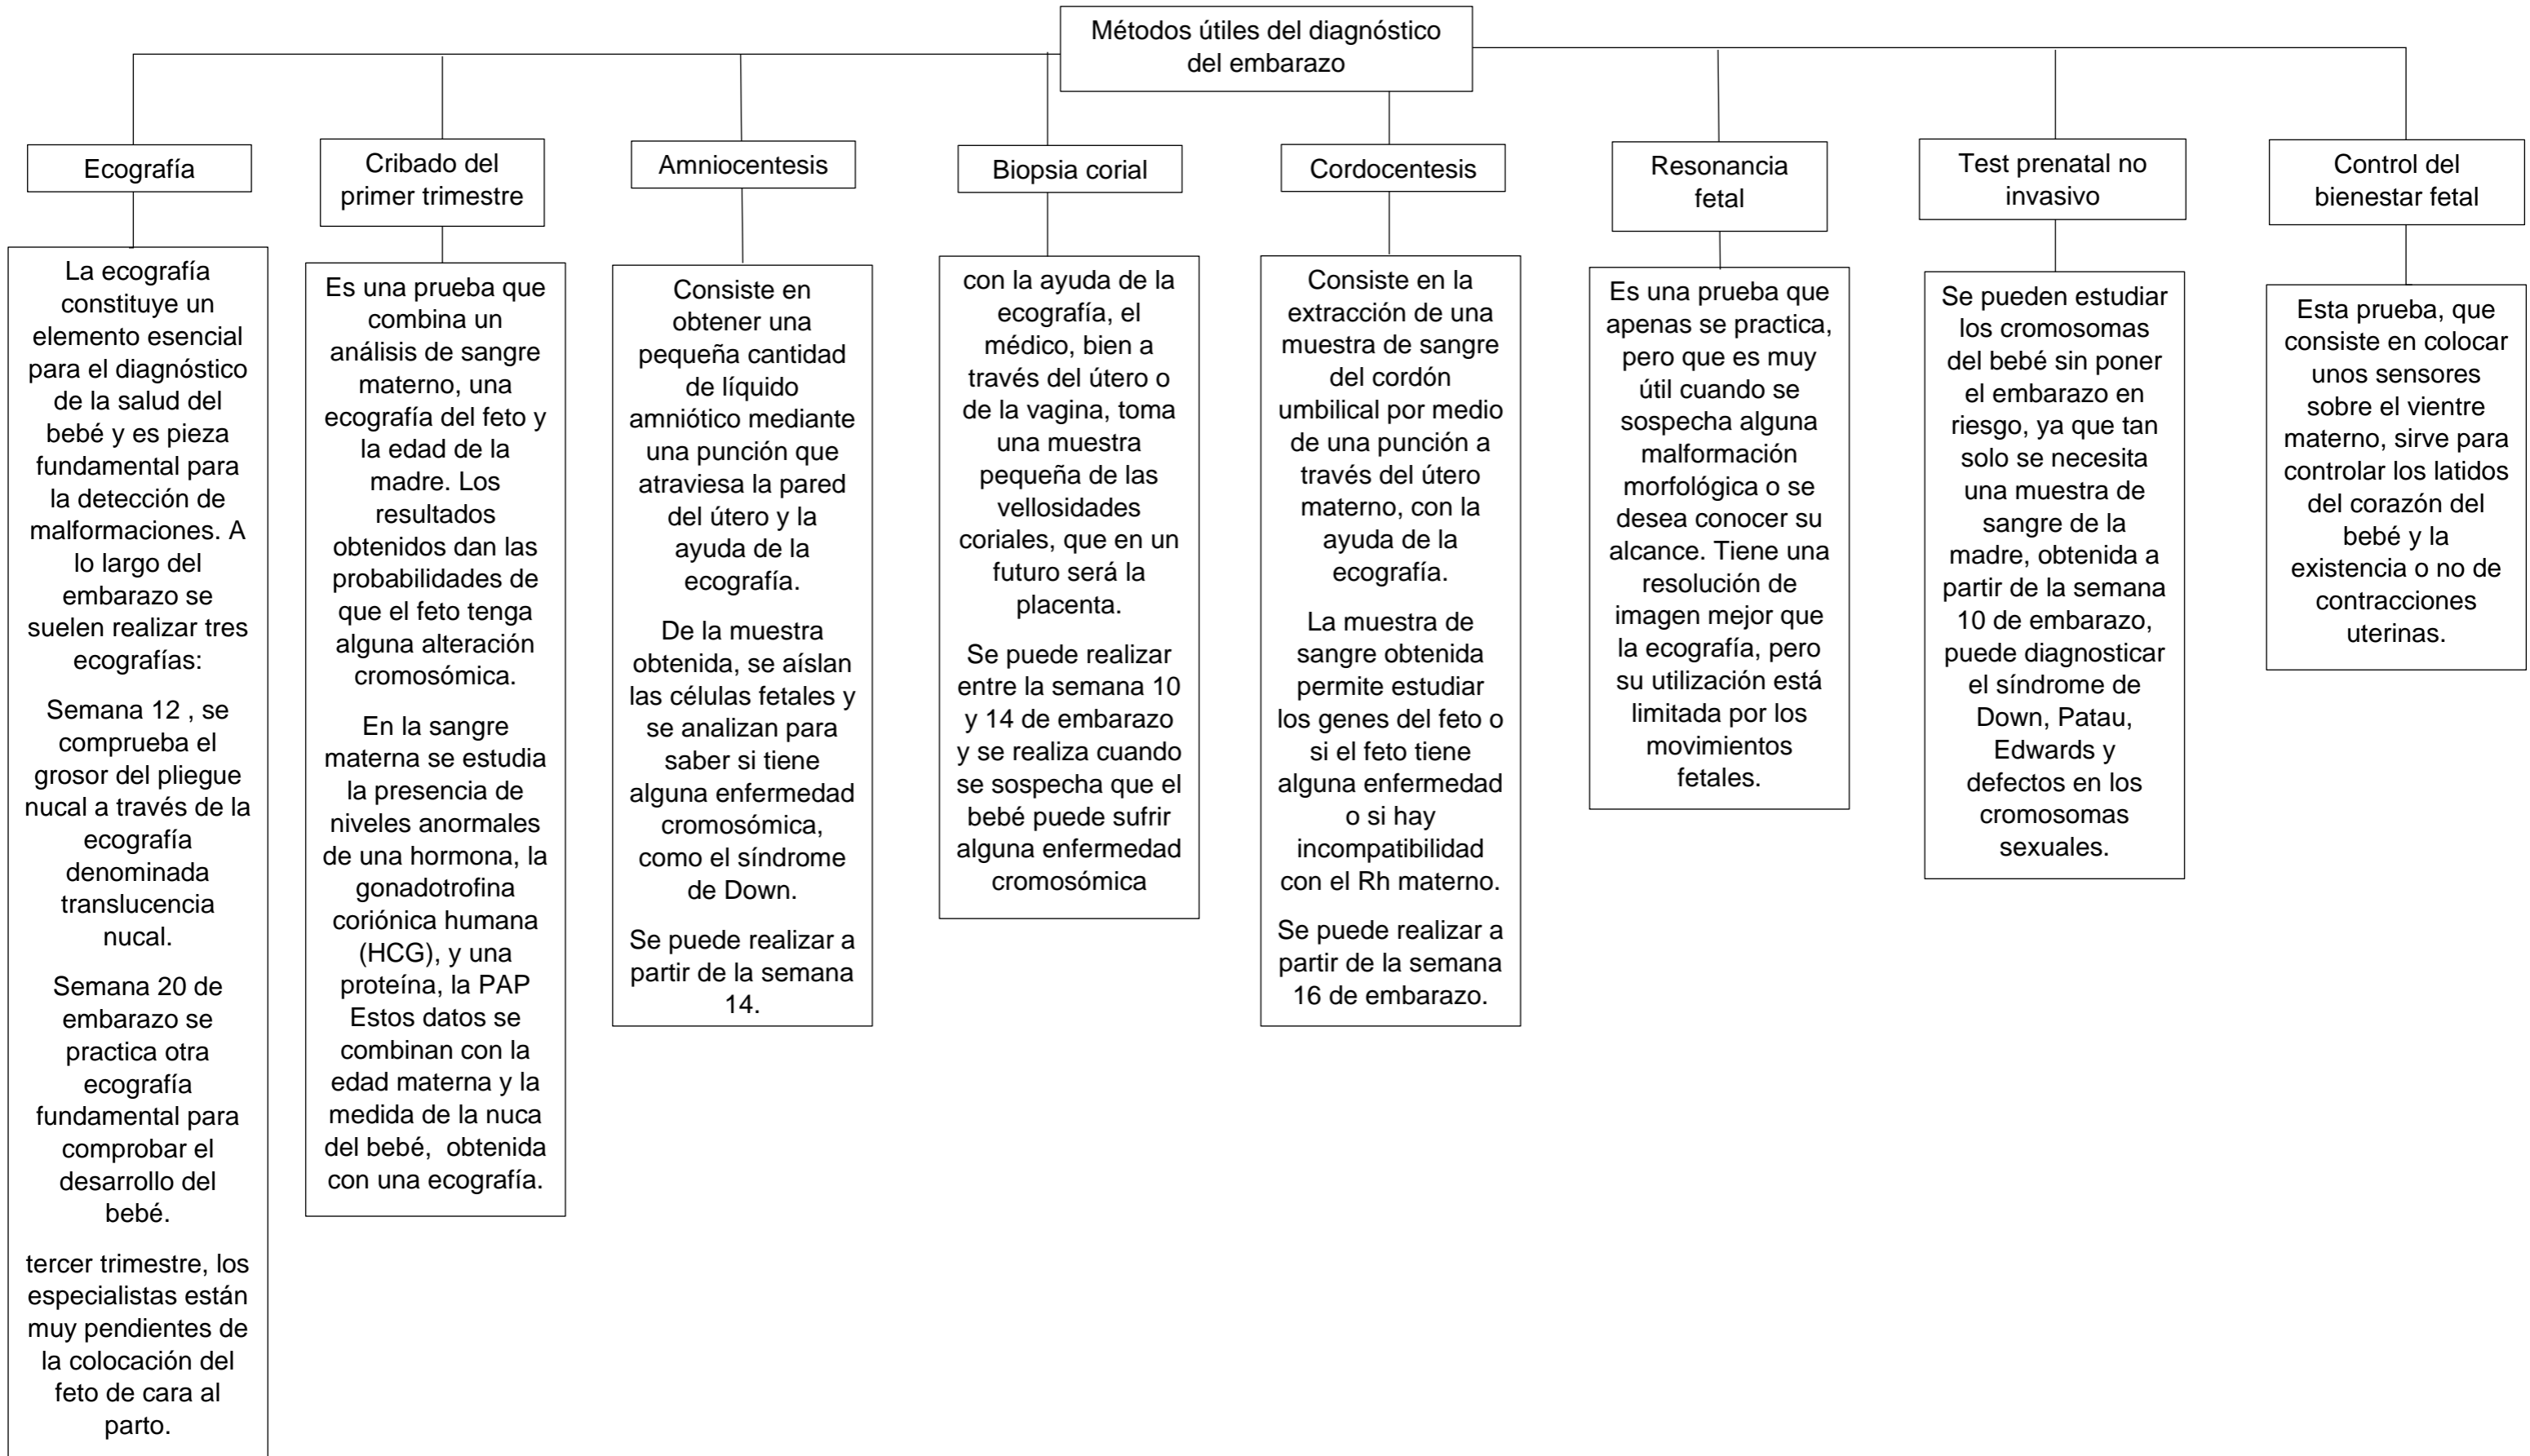 Métodos útiles del diagnóstico
del embarazo
Ecografía
La ecografía
constituye un
elemento esencial
para el diagnóstico
de la salud del
bebé y es pieza
fundamental para
la detección de
malformaciones. A
lo largo del
embarazo se
suelen realizar tres
ecografías:
Semana 12 , se
comprueba el
grosor del pliegue
nucal a través de la
ecografía
denominada
translucencia
nucal.
Semana 20 de
embarazo se
practica otra
ecografía
fundamental para
comprobar el
desarrollo del
bebé.
tercer trimestre, los
especialistas están
muy pendientes de
la colocación del
feto de cara al
parto.
Cribado del
primer trimestre
Es una prueba que
combina un
análisis de sangre
materno, una
ecografía del feto y
la edad de la
madre. Los
resultados
obtenidos dan las
probabilidades de
que el feto tenga
alguna alteración
cromosómica.
En la sangre
materna se estudia
la presencia de
niveles anormales
de una hormona, la
gonadotrofina
coriónica humana
(HCG), y una
proteína, la PAP
Estos datos se
combinan con la
edad materna y la
medida de la nuca
del bebé,  obtenida
con una ecografía.
Amniocentesis
Consiste en
obtener una
pequeña cantidad
de líquido
amniótico mediante
una punción que
atraviesa la pared
del útero y la
ayuda de la
ecografía.
De la muestra
obtenida, se aíslan
las células fetales y
se analizan para
saber si tiene
alguna enfermedad
cromosómica,
como el síndrome
de Down.
Se puede realizar a
partir de la semana
14.
Biopsia corial
con la ayuda de la
ecografía, el
médico, bien a
través del útero o
de la vagina, toma
una muestra
pequeña de las
vellosidades
coriales, que en un
futuro será la
placenta.
Se puede realizar
entre la semana 10
y 14 de embarazo
y se realiza cuando
se sospecha que el
bebé puede sufrir
alguna enfermedad
cromosómica
Cordocentesis
Consiste en la
extracción de una
muestra de sangre
del cordón
umbilical por medio
de una punción a
través del útero
materno, con la
ayuda de la
ecografía.
La muestra de
sangre obtenida
permite estudiar
los genes del feto o
si el feto tiene
alguna enfermedad
o si hay
incompatibilidad
con el Rh materno.
Se puede realizar a
partir de la semana
16 de embarazo.
Resonancia
fetal
Es una prueba que
apenas se practica,
pero que es muy
útil cuando se
sospecha alguna
malformación
morfológica o se
desea conocer su
alcance. Tiene una
resolución de
imagen mejor que
la ecografía, pero
su utilización está
limitada por los
movimientos
fetales.
Test prenatal no
invasivo
Se pueden estudiar
los cromosomas
del bebé sin poner
el embarazo en
riesgo, ya que tan
solo se necesita
una muestra de
sangre de la
madre, obtenida a
partir de la semana
10 de embarazo,
puede diagnosticar
el síndrome de
Down, Patau,
Edwards y
defectos en los
cromosomas
sexuales.
Control del
bienestar fetal
Esta prueba, que
consiste en colocar
unos sensores
sobre el vientre
materno, sirve para
controlar los latidos
del corazón del
bebé y la
existencia o no de
contracciones
uterinas.